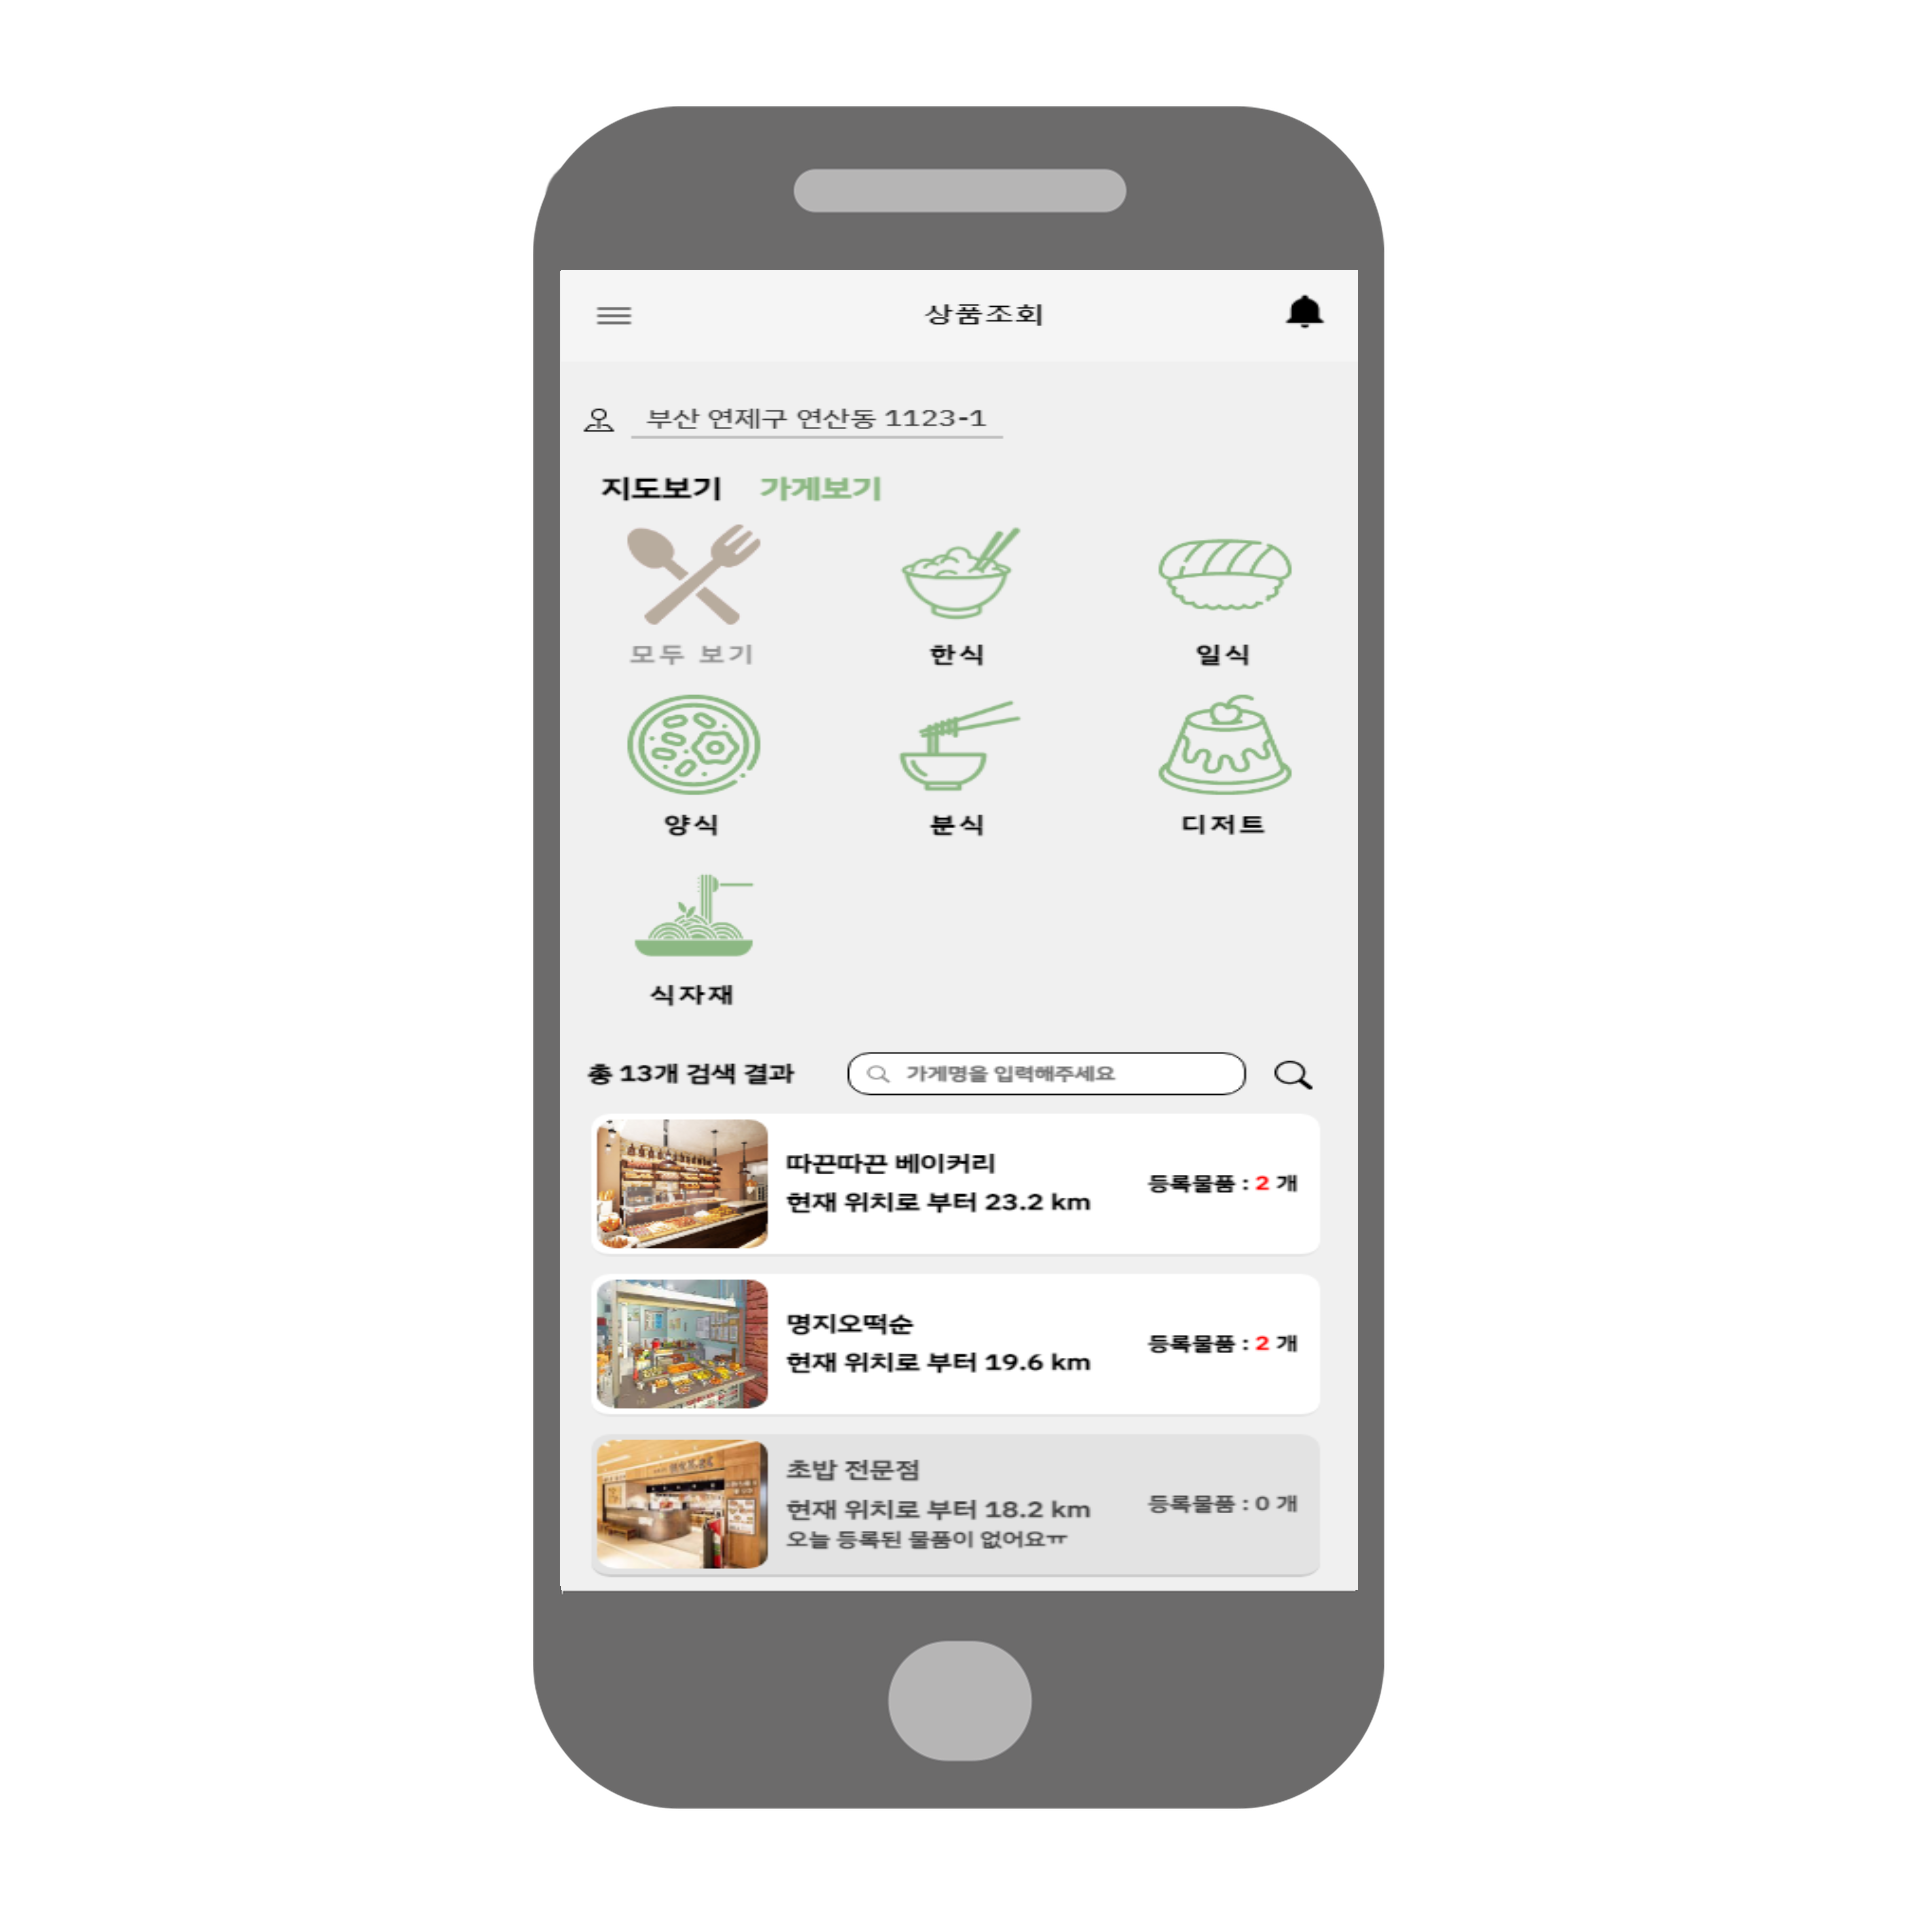 상품조회
부산 연제구 연산동 1123-1
지도보기 가게보기
모두 보기 한식 일식
양식 분식 디저트
식자재
총 13개 검색 결과 가게명을 입력해주세요
따끈따끈 베이커리
현재 위치로 부터 23.2 km
등록물품 : 2 개
명지오떡순
현재 위치로 부터 19.6 km
등록물품 : 2 개
초밥 전문점
현재 위치로 부터 18.2 km
오늘 등록된 물품이 없어요ㅠ
등록물품 : 0 개